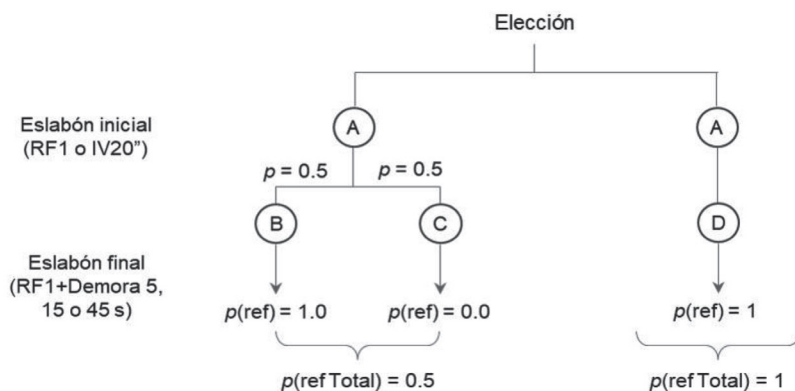 Elección
Eslabón inicial
(RF1 o IV20”)
A
A
p = 0.5
p = 0.5
B
C
D
Eslabón final
(RF1+Demora 5,
15 o 45 s)
p(ref) = 1.0
p(ref) = 0.0
p(ref) = 1
p(ref Total) = 0.5
p(ref Total) = 1